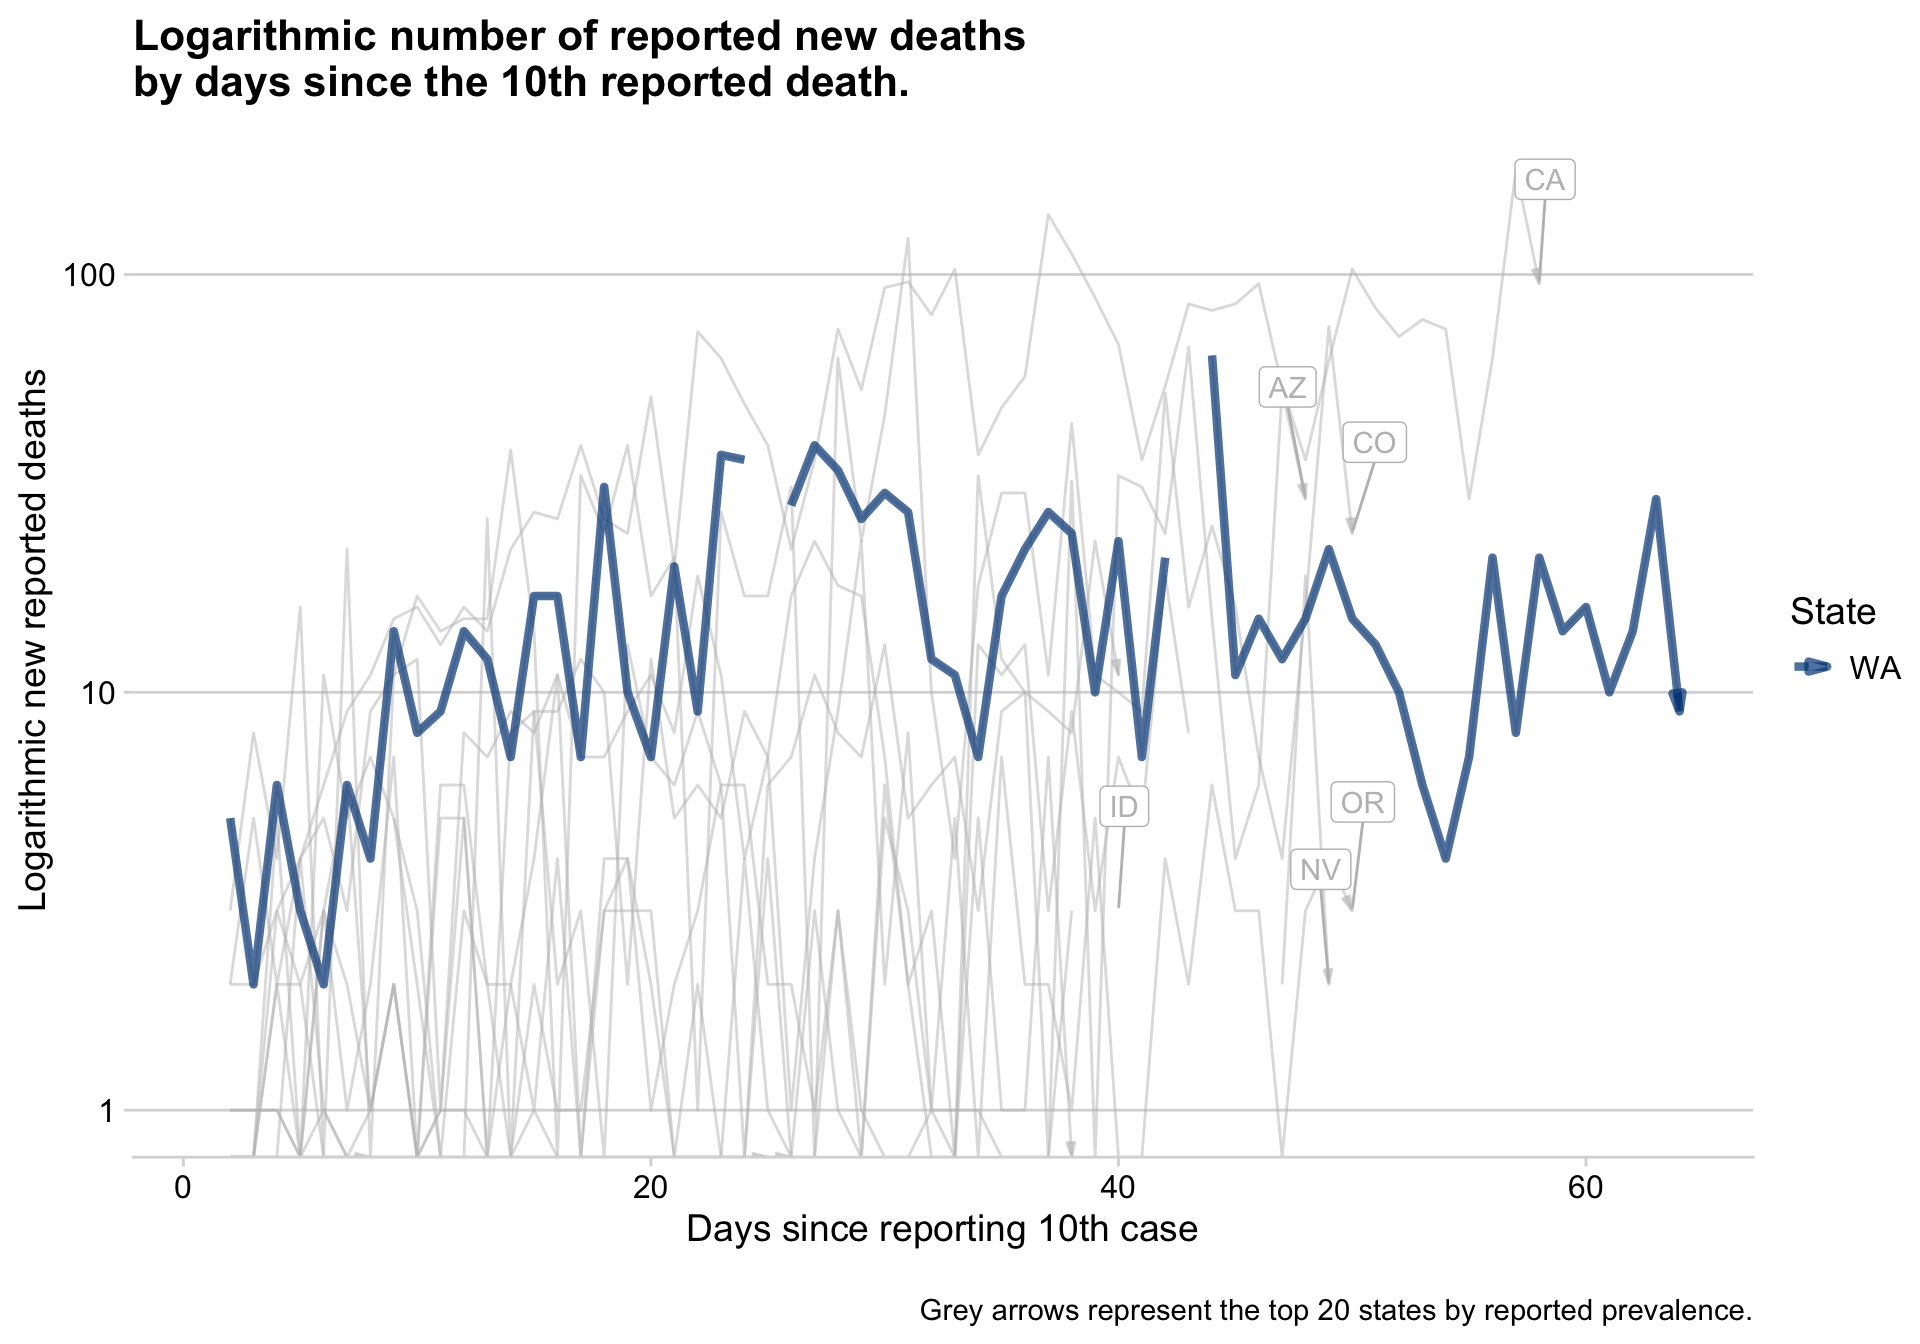 Logarithmic number of reported new deaths
by days since the 10th reported death.
Logarithmic new reported deaths
100
10
1
CA
AZ
CO
ID
OR
NV
State
WA
0
20
40
60
Days since reporting 10th case
Grey arrows represent the top 20 states by reported prevalence.